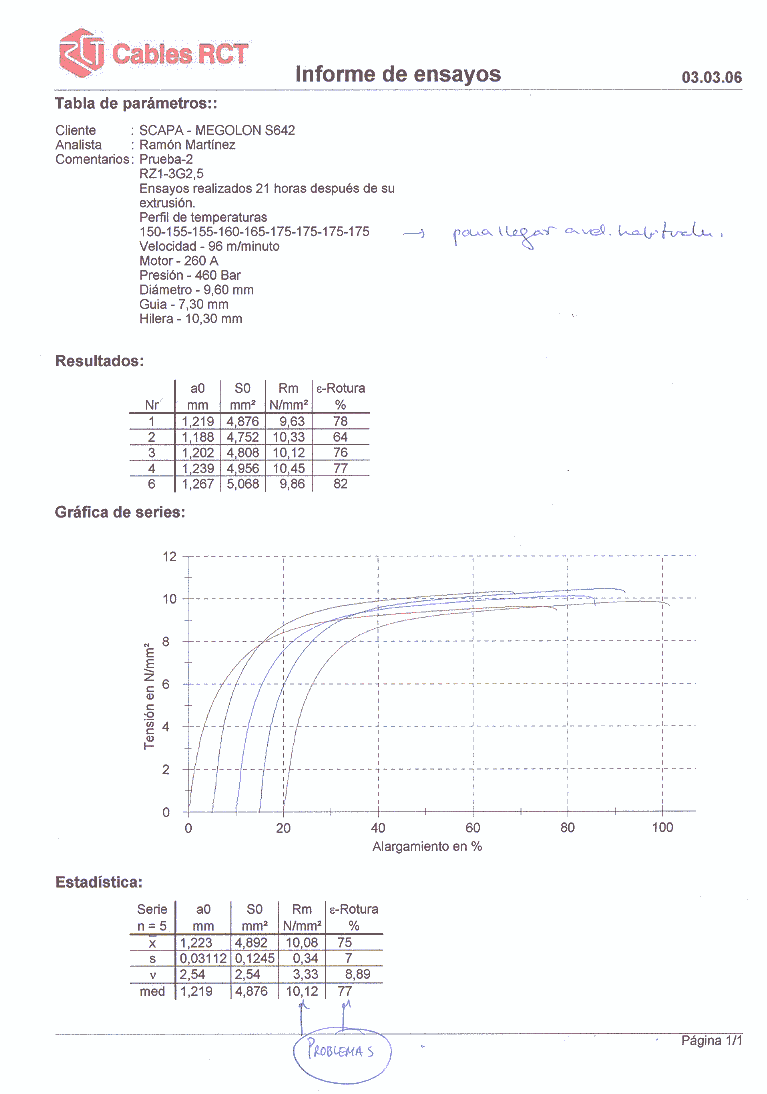 Cables RCT
Informe de ensayos 03.03.06
Tabla de parámetros::
Cliente : SCAPA - MEGOLON S642
Analista : Ramón Martínez
Comentarios : Prueba-2
RZ1-3G2,5
Ensayos realizados 21 horas después de su
extrusión.
Perfil de temperaturas
150-155-155-160-165-175-175-175-175 → para llegar a vel. habitual.
Velocidad - 96 m/minuto
Motor - 260 A
Presión - 460 Bar
Diámetro - 9,60 mm
Guia - 7,30 mm
Hilera - 10,30 mm
Resultados:
a0 S0 Rm ε-Rotura
Nr mm mm² N/mm² %
1 1,219 4,876 9,63 78
2 1,188 4,752 10,33 64
3 1,202 4,808 10,12 76
4 1,239 4,956 10,45 77
6 1,267 5,068 9,86 82
Gráfica de series:
Tensión en N/mm²
12
10
8
6
4
2
0
0 20 40 60 80 100
Alargamiento en %
Estadística:
Serie a0 S0 Rm ε-Rotura
n = 5 mm mm² N/mm² %
x̅ 1,223 4,892 10,08 75
s 0,03112 0,1245 0,34 7
v 2,54 2,54 3,33 8,89
med 1,219 4,876 10,12 77
PROBLEMAS
Página 1/1